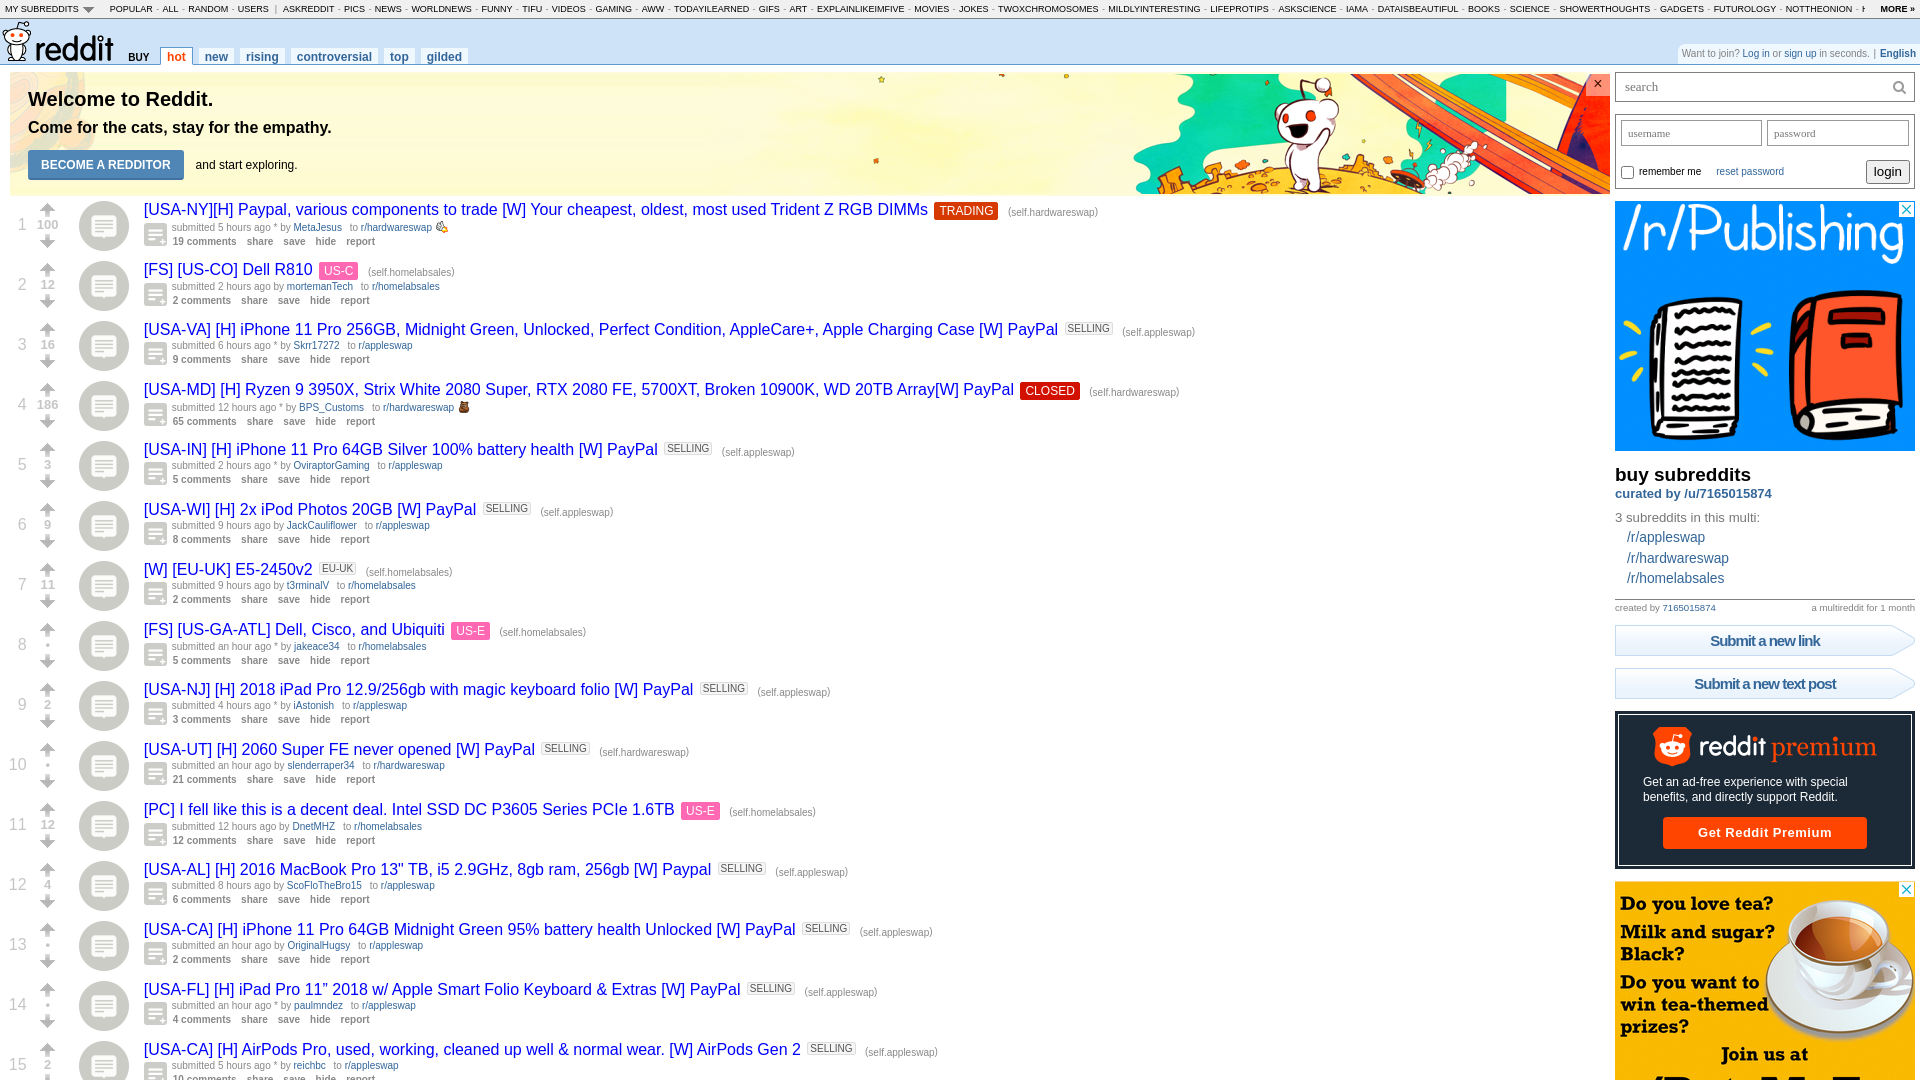 MY SUBREDDITS POPULAR - ALL - RANDOM - USERS | ASKREDDIT - PICS - NEWS - WORLDNEWS - FUNNY - TIFU - VIDEOS - GAMING - AWW - TODAYILEARNED - GIFS - ART - EXPLAINLIKEIMFIVE - MOVIES - JOKES - TWOXCHROMOSOMES - MILDLYINTERESTING - LIFEPROTIPS - ASKSCIENCE - IAMA - DATAISBEAUTIFUL - BOOKS - SCIENCE - SHOWERTHOUGHTS - GADGETS - FUTUROLOGY - NOTTHEONION - MORE »
reddit BUY hot new rising controversial top gilded
Want to join? Log in or sign up in seconds. | English
Welcome to Reddit.
Come for the cats, stay for the empathy.
BECOME A REDDITOR and start exploring.
1
100
[USA-NY][H] Paypal, various components to trade [W] Your cheapest, oldest, most used Trident Z RGB DIMMs TRADING (self.hardwareswap)
submitted 5 hours ago * by MetaJesus to r/hardwareswap
19 comments share save hide report
2
12
[FS] [US-CO] Dell R810 US-C (self.homelabsales)
submitted 2 hours ago by mortemanTech to r/homelabsales
2 comments share save hide report
3
16
[USA-VA] [H] iPhone 11 Pro 256GB, Midnight Green, Unlocked, Perfect Condition, AppleCare+, Apple Charging Case [W] PayPal SELLING (self.appleswap)
submitted 6 hours ago * by Skrr17272 to r/appleswap
9 comments share save hide report
4
186
[USA-MD] [H] Ryzen 9 3950X, Strix White 2080 Super, RTX 2080 FE, 5700XT, Broken 10900K, WD 20TB Array[W] PayPal CLOSED (self.hardwareswap)
submitted 12 hours ago * by BPS_Customs to r/hardwareswap
65 comments share save hide report
5
3
[USA-IN] [H] iPhone 11 Pro 64GB Silver 100% battery health [W] PayPal SELLING (self.appleswap)
submitted 2 hours ago * by OviraptorGaming to r/appleswap
5 comments share save hide report
6
9
[USA-WI] [H] 2x iPod Photos 20GB [W] PayPal SELLING (self.appleswap)
submitted 9 hours ago by JackCauliflower to r/appleswap
8 comments share save hide report
7
11
[W] [EU-UK] E5-2450v2 EU-UK (self.homelabsales)
submitted 9 hours ago by t3rminalV to r/homelabsales
2 comments share save hide report
8
•
[FS] [US-GA-ATL] Dell, Cisco, and Ubiquiti US-E (self.homelabsales)
submitted an hour ago * by jakeace34 to r/homelabsales
5 comments share save hide report
9
2
[USA-NJ] [H] 2018 iPad Pro 12.9/256gb with magic keyboard folio [W] PayPal SELLING (self.appleswap)
submitted 4 hours ago * by iAstonish to r/appleswap
3 comments share save hide report
10
•
[USA-UT] [H] 2060 Super FE never opened [W] PayPal SELLING (self.hardwareswap)
submitted an hour ago by slenderraper34 to r/hardwareswap
21 comments share save hide report
11
12
[PC] I fell like this is a decent deal. Intel SSD DC P3605 Series PCIe 1.6TB US-E (self.homelabsales)
submitted 12 hours ago by DnetMHZ to r/homelabsales
12 comments share save hide report
12
4
[USA-AL] [H] 2016 MacBook Pro 13" TB, i5 2.9GHz, 8gb ram, 256gb [W] Paypal SELLING (self.appleswap)
submitted 8 hours ago by ScoFloTheBro15 to r/appleswap
6 comments share save hide report
13
•
[USA-CA] [H] iPhone 11 Pro 64GB Midnight Green 95% battery health Unlocked [W] PayPal SELLING (self.appleswap)
submitted an hour ago by OriginalHugsy to r/appleswap
2 comments share save hide report
14
•
[USA-FL] [H] iPad Pro 11” 2018 w/ Apple Smart Folio Keyboard & Extras [W] PayPal SELLING (self.appleswap)
submitted an hour ago * by paulmndez to r/appleswap
4 comments share save hide report
15
2
[USA-CA] [H] AirPods Pro, used, working, cleaned up well & normal wear. [W] AirPods Gen 2 SELLING (self.appleswap)
submitted 5 hours ago * by reichbc to r/appleswap
10 comments share save hide report
search
username password
remember me reset password login
/r/Publishing
buy subreddits
curated by /u/7165015874
3 subreddits in this multi:
/r/appleswap
/r/hardwareswap
/r/homelabsales
created by 7165015874 a multireddit for 1 month
Submit a new link
Submit a new text post
reddit premium
Get an ad-free experience with special
benefits, and directly support Reddit.
Get Reddit Premium
Do you love tea?
Milk and sugar?
Black?
Do you want to
win tea-themed
prizes?
Join us at